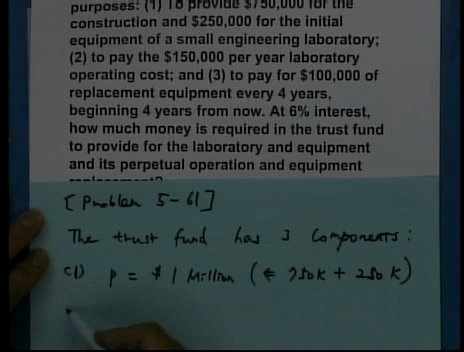 purposes: (1) To provide $750,000 for the
construction and $250,000 for the initial
equipment of a small engineering laboratory;
(2) to pay the $150,000 per year laboratory
operating cost; and (3) to pay for $100,000 of
replacement equipment every 4 years,
beginning 4 years from now. At 6% interest,
how much money is required in the trust fund
to provide for the laboratory and equipment
and its perpetual operation and equipment
[Problem 5-61]
The trust fund has 3 components:
(1) P = $ 1 Million (← 750K + 250K)